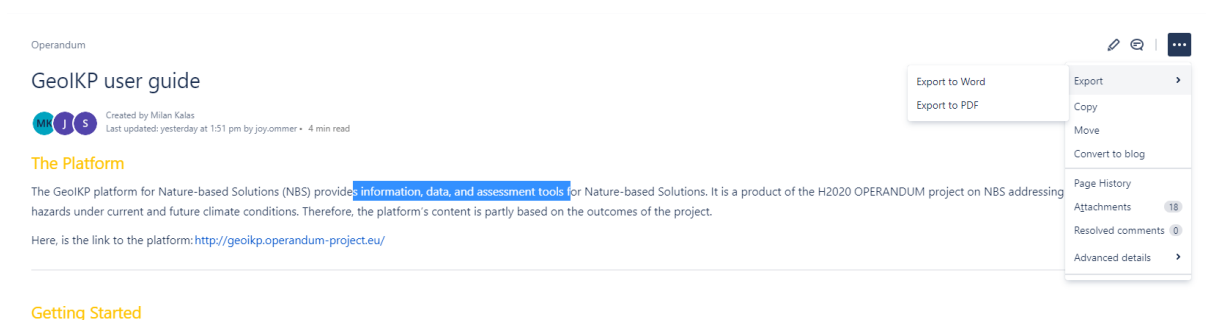 Operandum
GeoIKP user guide
MK J S
Created by Milan Kalas
Last updated: yesterday at 1:51 pm by joy.ommer • 4 min read
Export to Word
Export to PDF
Export
Copy
Move
Convert to blog
Page History
Attachments 18
Resolved comments 0
Advanced details
The Platform
The GeoIKP platform for Nature-based Solutions (NBS) provides information, data, and assessment tools for Nature-based Solutions. It is a product of the H2020 OPERANDUM project on NBS addressing
hazards under current and future climate conditions. Therefore, the platform's content is partly based on the outcomes of the project.
Here, is the link to the platform: http://geoikp.operandum-project.eu/
Getting Started